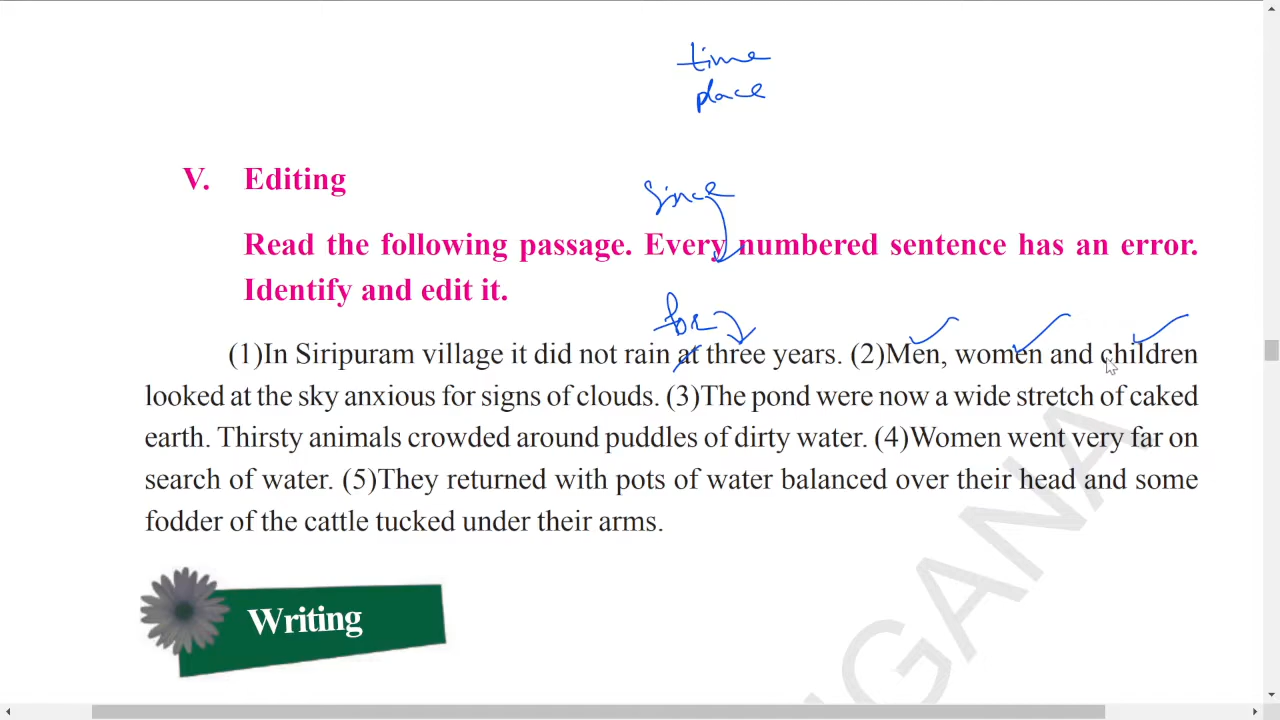 time
place
V. Editing
since
Read the following passage. Every numbered sentence has an error.
Identify and edit it.
for
(1)In Siripuram village it did not rain at three years. (2)Men, women and children
looked at the sky anxious for signs of clouds. (3)The pond were now a wide stretch of caked
earth. Thirsty animals crowded around puddles of dirty water. (4)Women went very far on
search of water. (5)They returned with pots of water balanced over their head and some
fodder of the cattle tucked under their arms.
Writing
NGANA